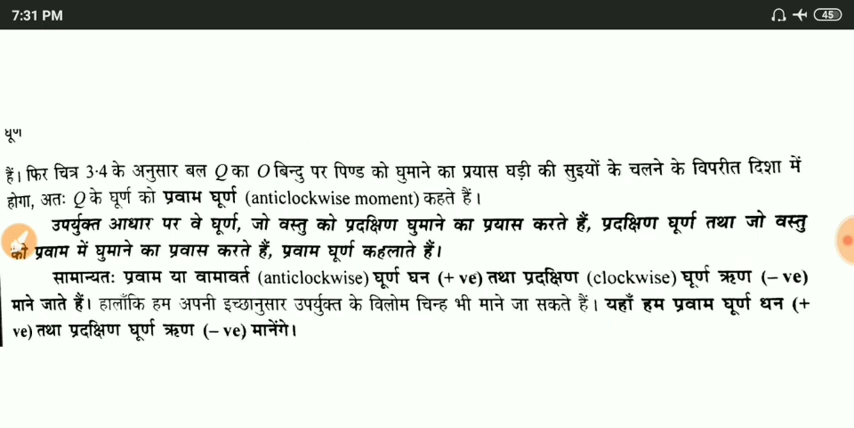 7:31 PM
45
घूर्ण
हैं। फिर चित्र 3·4 के अनुसार बल Q का O बिन्दु पर पिण्ड को घुमाने का प्रयास घड़ी की सुइयों के चलने के विपरीत दिशा में
होगा, अतः Q के घूर्ण को प्रवाम घूर्ण (anticlockwise moment) कहते हैं।
उपर्युक्त आधार पर वे घूर्ण, जो वस्तु को प्रदक्षिण घुमाने का प्रयास करते हैं, प्रदक्षिण घूर्ण तथा जो वस्तु
को प्रवाम में घुमाने का प्रवास करते हैं, प्रवाम घूर्ण कहलाते हैं।
सामान्यतः प्रवाम या वामावर्त (anticlockwise) घूर्ण घन (+ ve) तथा प्रदक्षिण (clockwise) घूर्ण ऋण (– ve)
माने जाते हैं। हालाँकि हम अपनी इच्छानुसार उपर्युक्त के विलोम चिन्ह भी माने जा सकते हैं। यहाँ हम प्रवाम घूर्ण धन (+
ve) तथा प्रदक्षिण घूर्ण ऋण (– ve) मानेंगे।